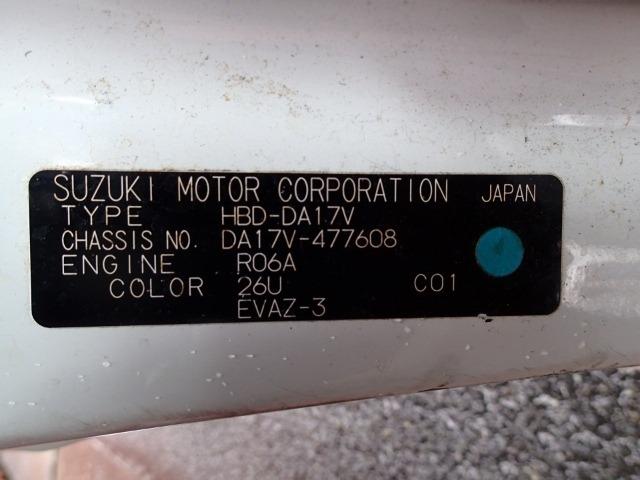 SUZUKI MOTOR CORPORATION JAPAN
TYPE HBD-DA17V
CHASSIS NO. DA17V-477608
ENGINE R06A
COLOR 26U C01
EVAZ-3